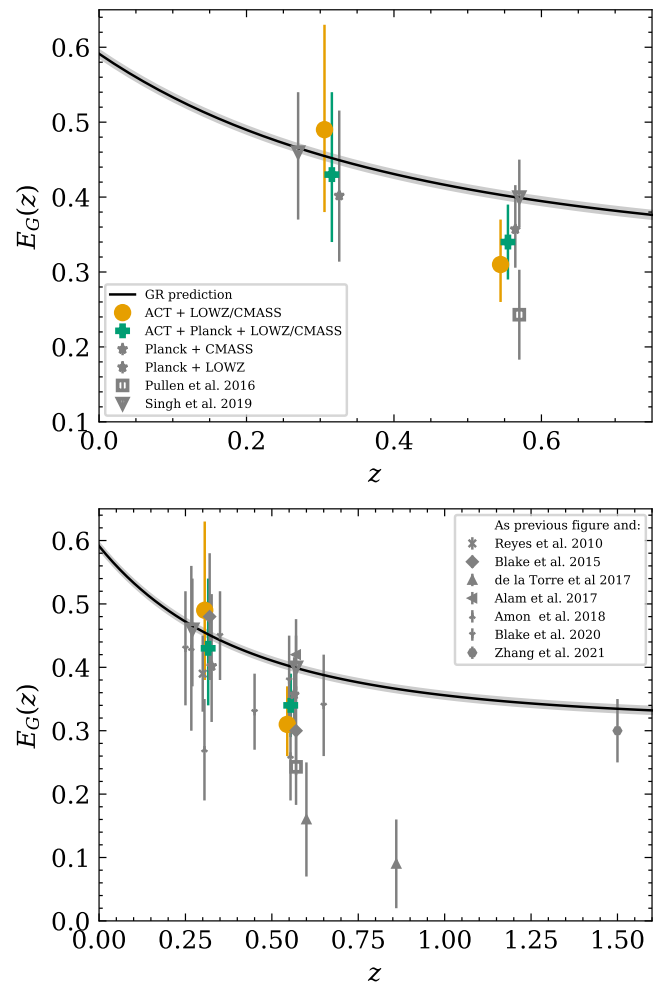 0.6
0.5
0.4
0.3
0.2
0.1
E_G(z)
GR prediction
ACT + LOWZ/CMASS
ACT + Planck + LOWZ/CMASS
Planck + CMASS
Planck + LOWZ
Pullen et al. 2016
Singh et al. 2019
0.0 0.2 0.4 0.6
z
0.6
0.5
0.4
0.3
0.2
0.1
0.0
E_G(z)
As previous figure and:
Reyes et al. 2010
Blake et al. 2015
de la Torre et al 2017
Alam et al. 2017
Amon et al. 2018
Blake et al. 2020
Zhang et al. 2021
0.00 0.25 0.50 0.75 1.00 1.25 1.50
z